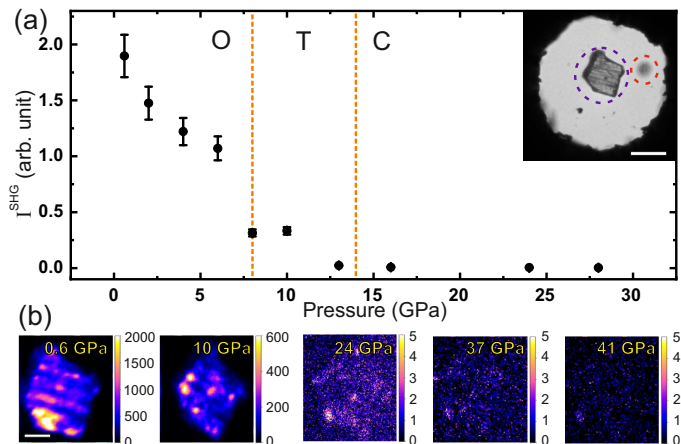 (a)
O T C
2.0
1.5
1.0
0.5
0.0
I^SHG (arb. unit)
0 5 10 15 20 25 30
Pressure (GPa)
(b)
0.6 GPa
2000
1500
1000
500
0
10 GPa
600
400
200
0
24 GPa
5
4
3
2
1
0
37 GPa
5
4
3
2
1
0
41 GPa
5
4
3
2
1
0